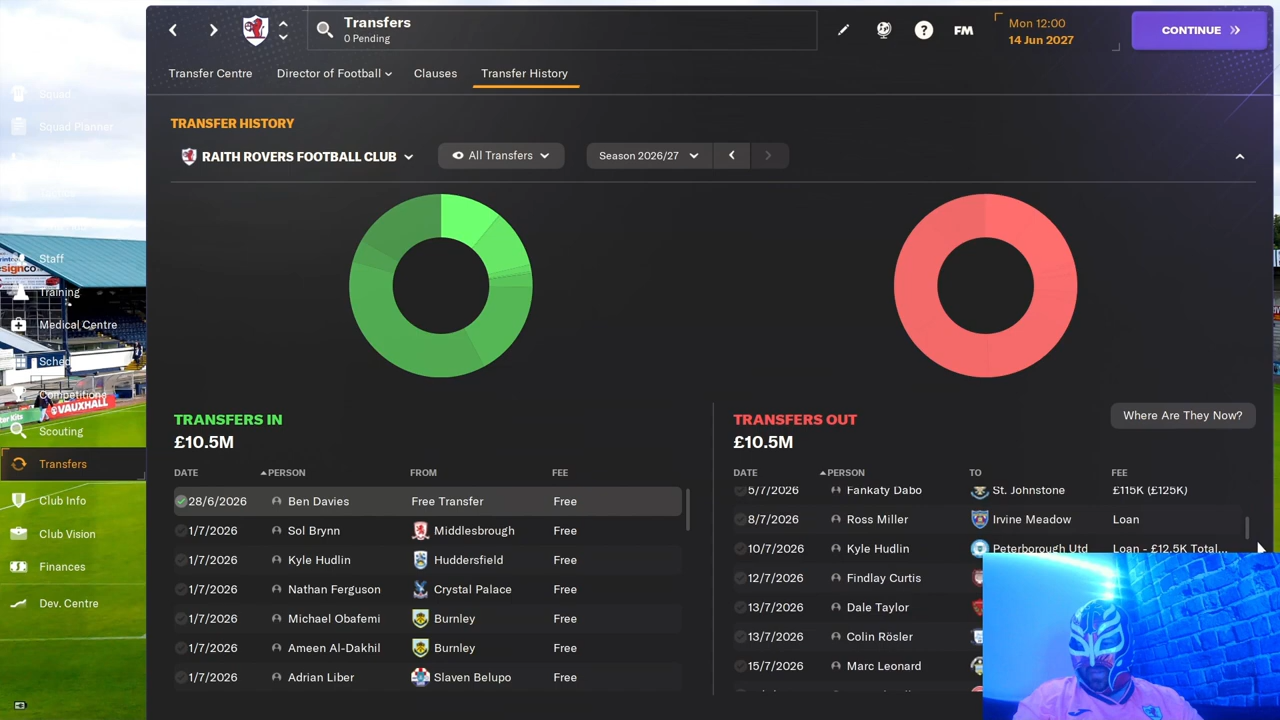 Transfers
0 Pending
FM
Mon 12:00
14 Jun 2027
CONTINUE
Transfer Centre
Director of Football
Clauses
Transfer History
Squad
Squad Planner
Staff
Training
Medical Centre
Sched
Competitions
VAUXHALL
Scouting
Transfers
Club Info
Club Vision
Finances
Dev. Centre
TRANSFER HISTORY
RAITH ROVERS FOOTBALL CLUB
All Transfers
Season 2026/27
TRANSFERS IN
£10.5M
DATE PERSON FROM FEE
28/6/2026 Ben Davies Free Transfer Free
1/7/2026 Sol Brynn Middlesbrough Free
1/7/2026 Kyle Hudlin Huddersfield Free
1/7/2026 Nathan Ferguson Crystal Palace Free
1/7/2026 Michael Obafemi Burnley Free
1/7/2026 Ameen Al-Dakhil Burnley Free
1/7/2026 Adrian Liber Slaven Belupo Free
Where Are They Now?
TRANSFERS OUT
£10.5M
DATE PERSON TO FEE
5/7/2026 Fankaty Dabo St. Johnstone £115K (£125K)
8/7/2026 Ross Miller Irvine Meadow Loan
10/7/2026 Kyle Hudlin Peterborough Utd Loan - £12.5K Total...
12/7/2026 Findlay Curtis
13/7/2026 Dale Taylor
13/7/2026 Colin Rösler
15/7/2026 Marc Leonard